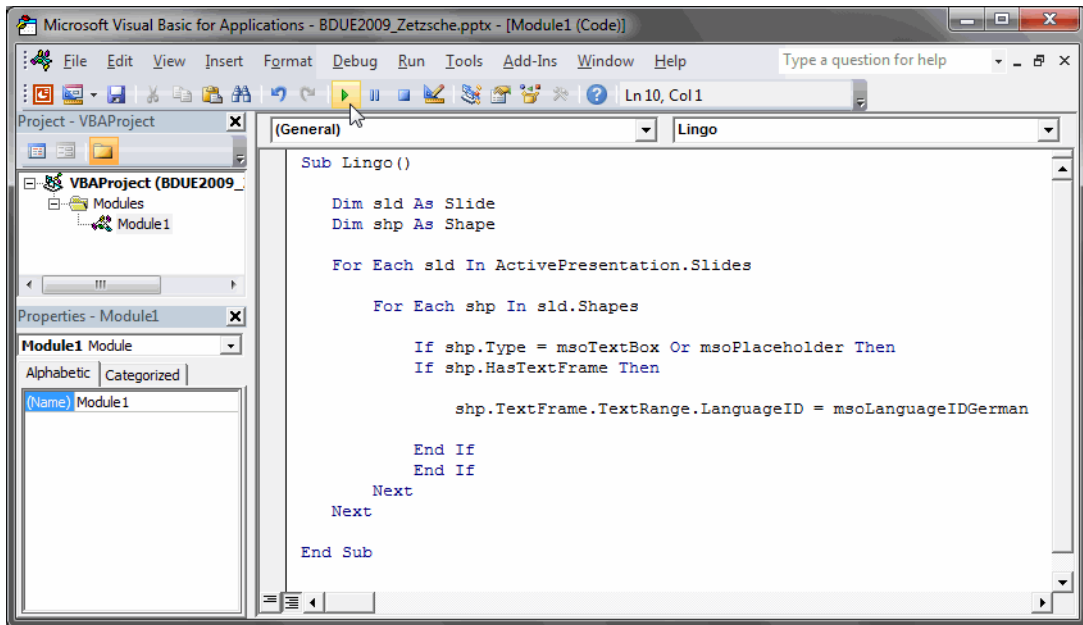 Microsoft Visual Basic for Applications - BDUE2009_Zetzsche.pptx - [Module1 (Code)]
File Edit View Insert Format Debug Run Tools Add-Ins Window Help Type a question for help
Ln 10, Col 1
Project - VBAProject
(General) Lingo
VBAProject (BDUE2009_
Modules
Module1
Properties - Module1
Module1 Module
Alphabetic Categorized
(Name) Module1
Sub Lingo()
Dim sld As Slide
Dim shp As Shape
For Each sld In ActivePresentation.Slides
For Each shp In sld.Shapes
If shp.Type = msoTextBox Or msoPlaceholder Then
If shp.HasTextFrame Then
shp.TextFrame.TextRange.LanguageID = msoLanguageIDGerman
End If
End If
Next
Next
End Sub